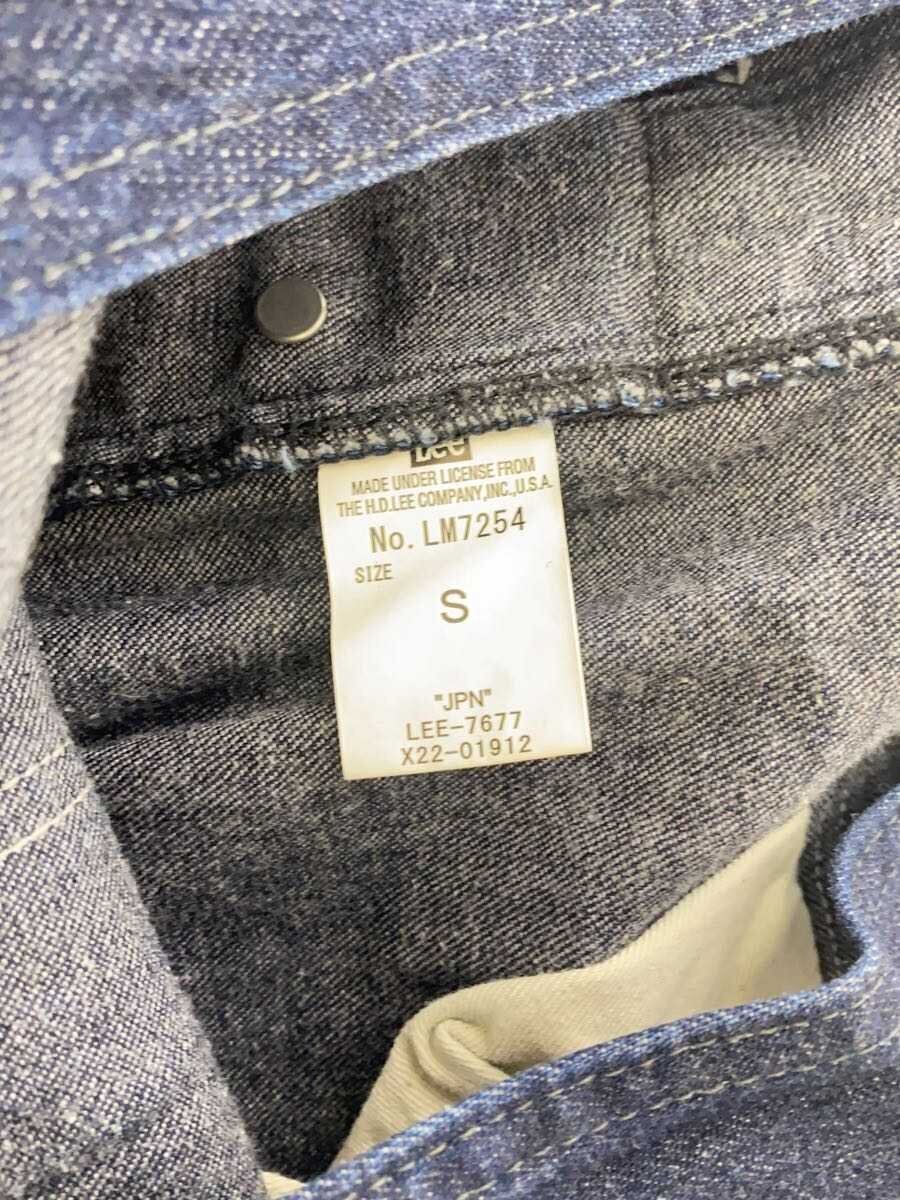 Lee
MADE UNDER LICENSE FROM
THE H.D.LEE COMPANY,INC.,U.S.A.
No. LM7254
SIZE
S
"JPN"
LEE-7677
X22-01912